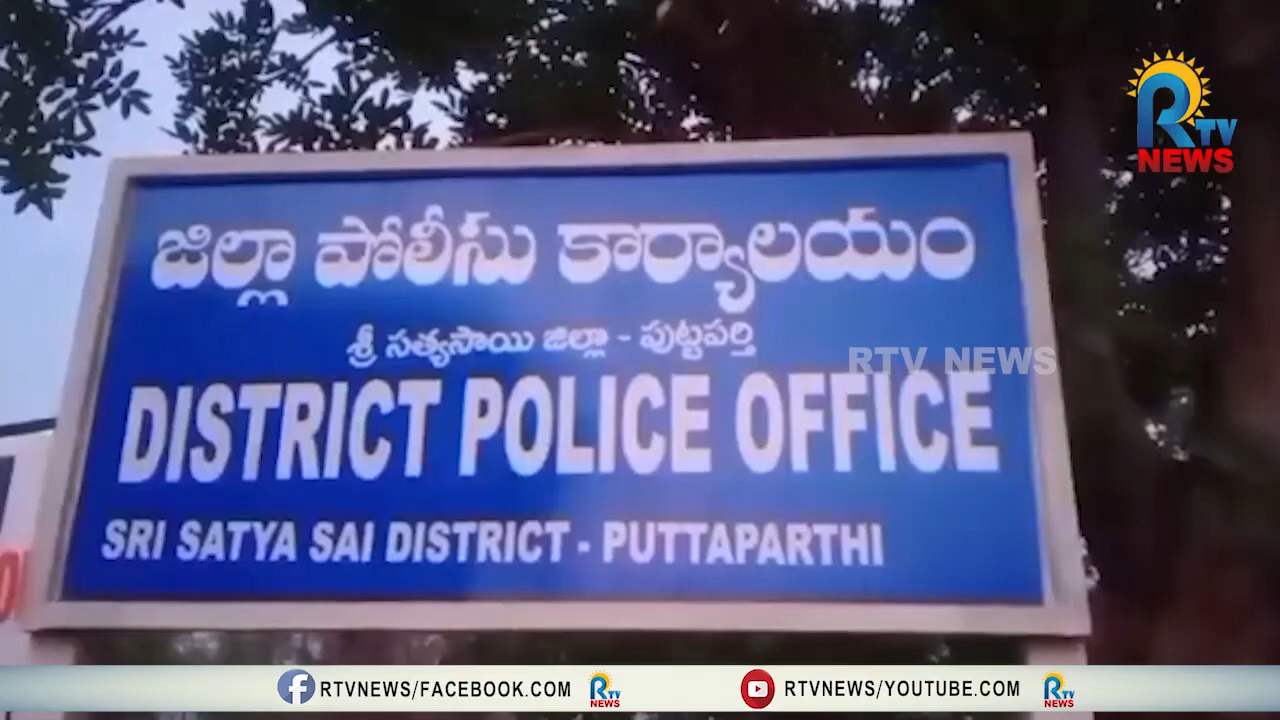 RTV
NEWS
జిల్లా పోలీసు కార్యాలయం
శ్రీ సత్యసాయి జిల్లా - పుట్టపర్తి
RTV NEWS
DISTRICT POLICE OFFICE
SRI SATYA SAI DISTRICT - PUTTAPARTHI
RTVNEWS/FACEBOOK.COM RTV NEWS RTVNEWS/YOUTUBE.COM RTV NEWS